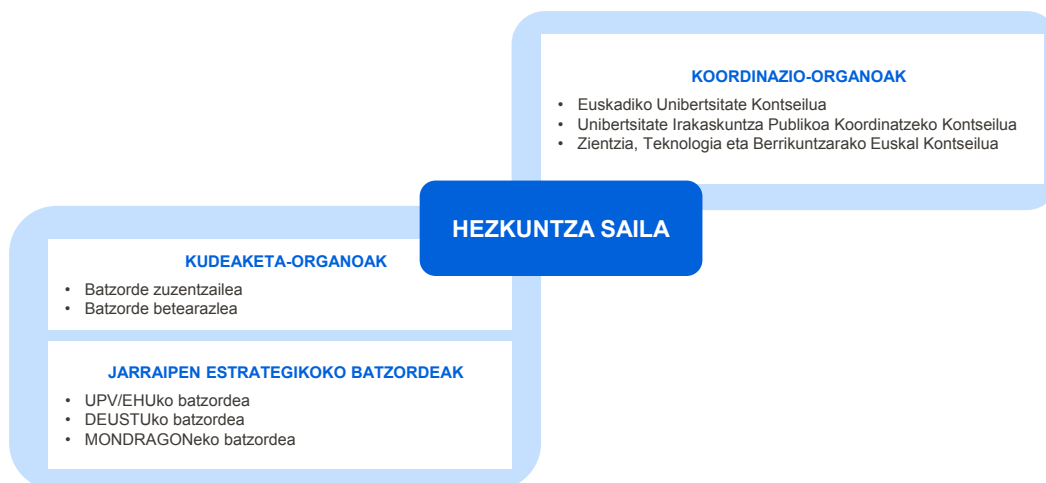 KOORDINAZIO-ORGANOAK
• Euskadiko Unibertsitate Kontseilua
• Unibertsitate Irakaskuntza Publikoa Koordinatzeko Kontseilua
• Zientzia, Teknologia eta Berrikuntzarako Euskal Kontseilua
HEZKUNTZA SAILA
KUDEAKETA-ORGANOAK
• Batzorde zuzentzailea
• Batzorde betearazlea
JARRAIPEN ESTRATEGIKOKO BATZORDEAK
• UPV/EHUko batzordea
• DEUSTUko batzordea
• MONDRAGONeko batzordea